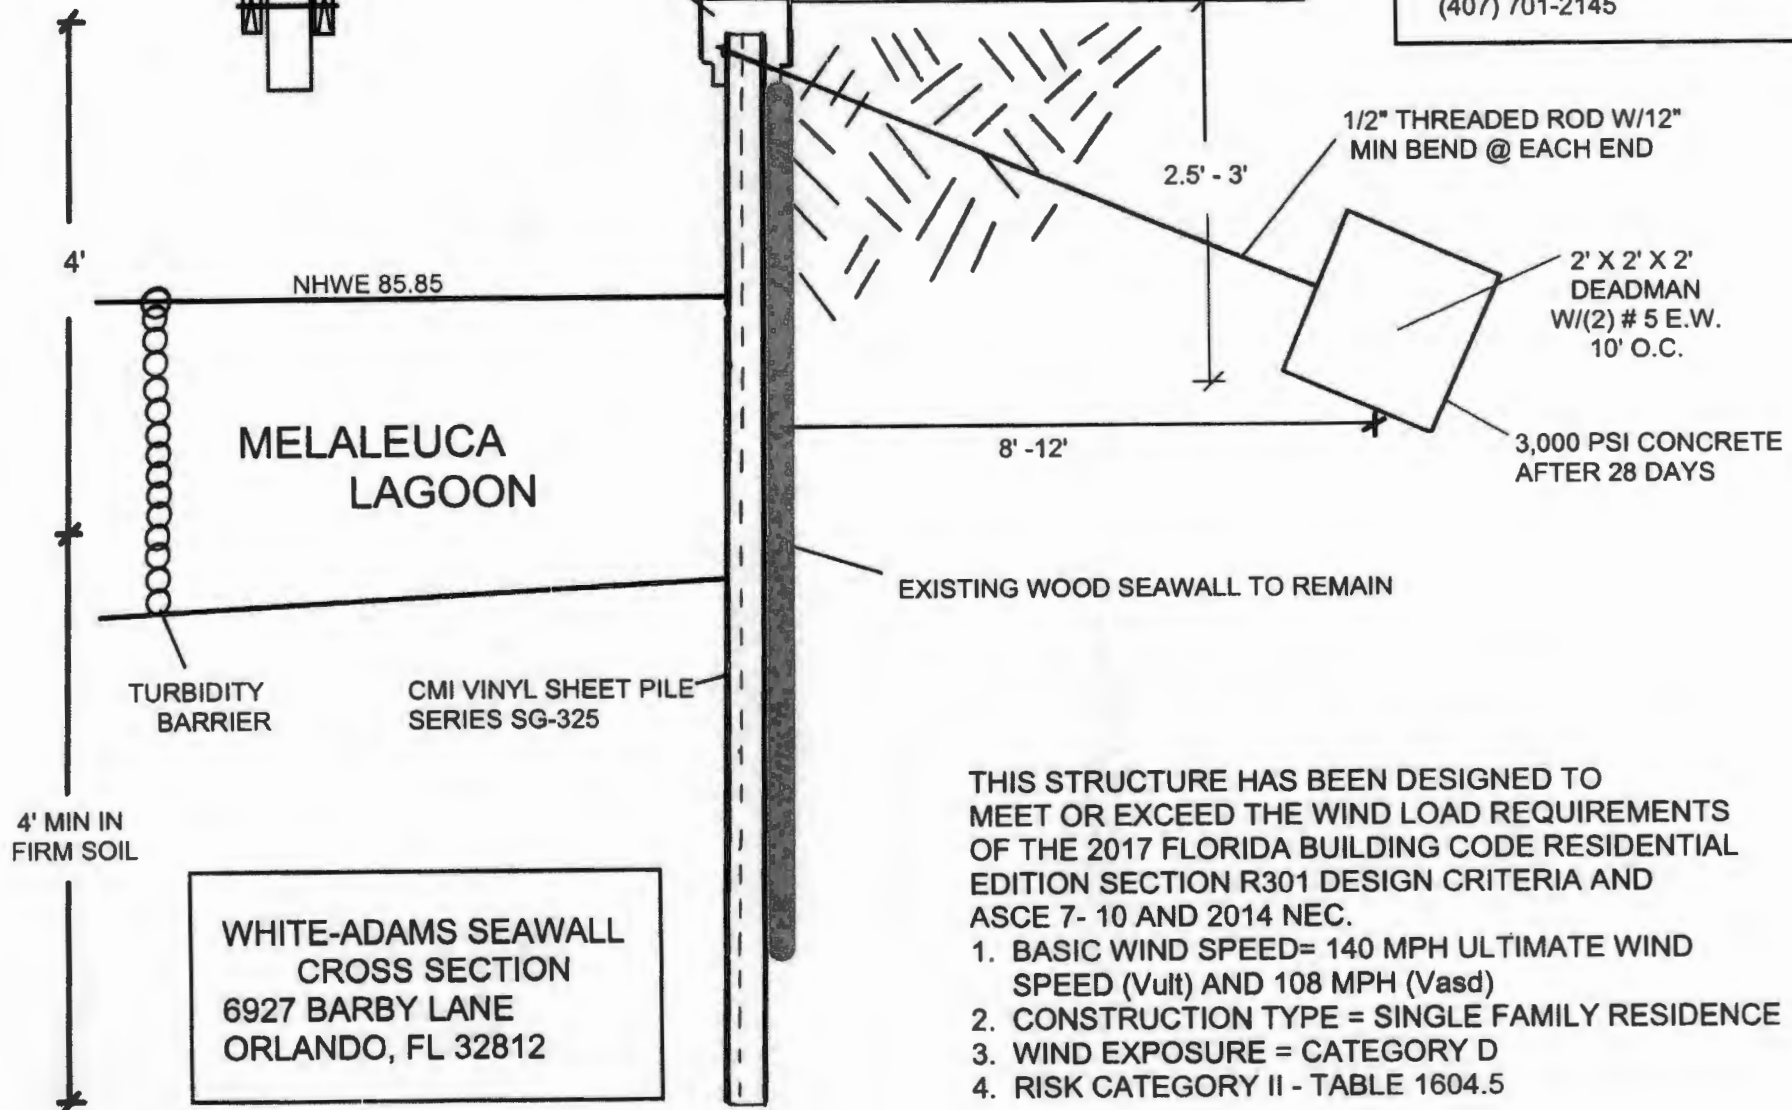 (407) 701-2145
1/2" THREADED ROD W/12"
MIN BEND @ EACH END
2.5' - 3'
4'
NHWE 85.85
2' X 2' X 2'
DEADMAN
W/(2) # 5 E.W.
10' O.C.
MELALEUCA
LAGOON
8' -12'
3,000 PSI CONCRETE
AFTER 28 DAYS
EXISTING WOOD SEAWALL TO REMAIN
TURBIDITY
BARRIER
CMI VINYL SHEET PILE
SERIES SG-325
4' MIN IN
FIRM SOIL
WHITE-ADAMS SEAWALL
CROSS SECTION
6927 BARBY LANE
ORLANDO, FL 32812
THIS STRUCTURE HAS BEEN DESIGNED TO
MEET OR EXCEED THE WIND LOAD REQUIREMENTS
OF THE 2017 FLORIDA BUILDING CODE RESIDENTIAL
EDITION SECTION R301 DESIGN CRITERIA AND
ASCE 7- 10 AND 2014 NEC.
1. BASIC WIND SPEED= 140 MPH ULTIMATE WIND
SPEED (Vult) AND 108 MPH (Vasd)
2. CONSTRUCTION TYPE = SINGLE FAMILY RESIDENCE
3. WIND EXPOSURE = CATEGORY D
4. RISK CATEGORY II - TABLE 1604.5